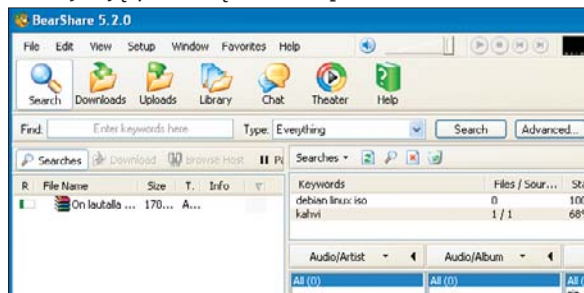 BearShare 5.2.0
File Edit View Setup Window Favorites Help
Search Downloads Uploads Library Chat Theater Help
Find: Enter keywords here Type: Everything Search Advanced...
Searches Download Browse Host Searches
R File Name Size T. Info
On lautalla ... 170... A...
Keywords Files / Sour...
debian linux iso 0
kahvi 1 / 1
Audio/Artist Audio/Album
All (0) All (0)